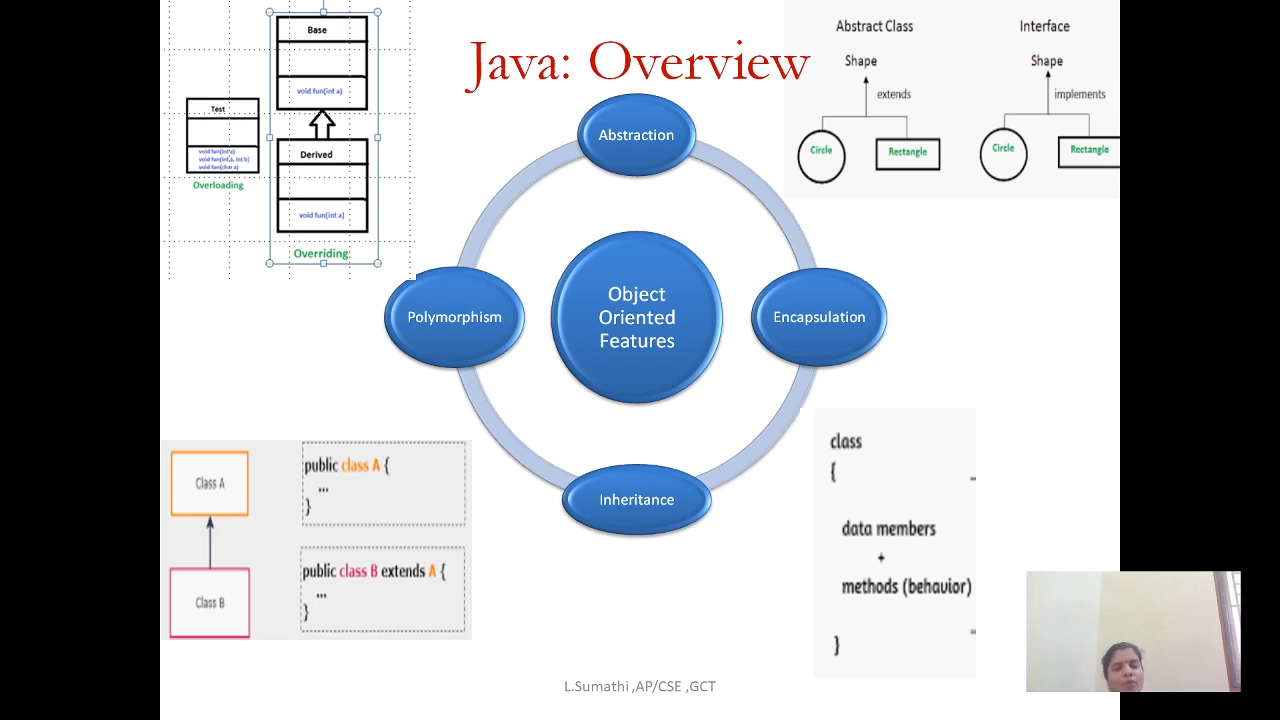 Java: Overview
Base
void fun(int a)
Test
void fun(int a)
void fun(int a, int b)
void fun(char a)
Overloading
Derived
void fun(int a)
Overriding
Abstract Class
Shape
extends
Circle
Rectangle
Interface
Shape
implements
Circle
Rectangle
Abstraction
Polymorphism
Object
Oriented
Features
Encapsulation
Inheritance
Class A
Class B
public class A {
...
}
public class B extends A {
...
}
class
{
data members
+
methods (behavior)
}
L.Sumathi ,AP/CSE ,GCT